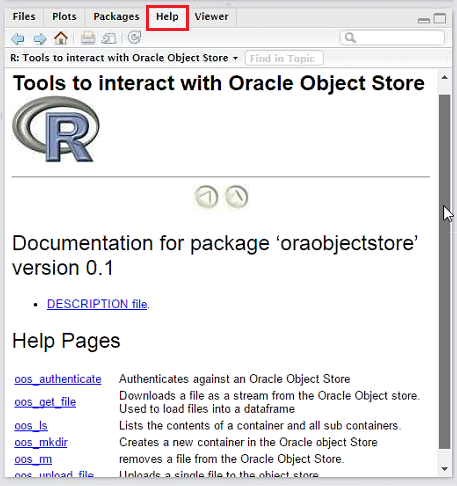 Files Plots Packages Help Viewer
R: Tools to interact with Oracle Object Store Find in Topic
Tools to interact with Oracle Object Store
R
Documentation for package ‘oraobjectstore’
version 0.1
DESCRIPTION file.
Help Pages
oos_authenticate Authenticates against an Oracle Object Store
oos_get_file Downloads a file as a stream from the Oracle Object store.
Used to load files into a dataframe
oos_ls Lists the contents of a container and all sub containers.
oos_mkdir Creates a new container in the Oracle object Store
oos_rm removes a file from the Oracle Object Store.
oos_upload_file Uploads a single file to the object store